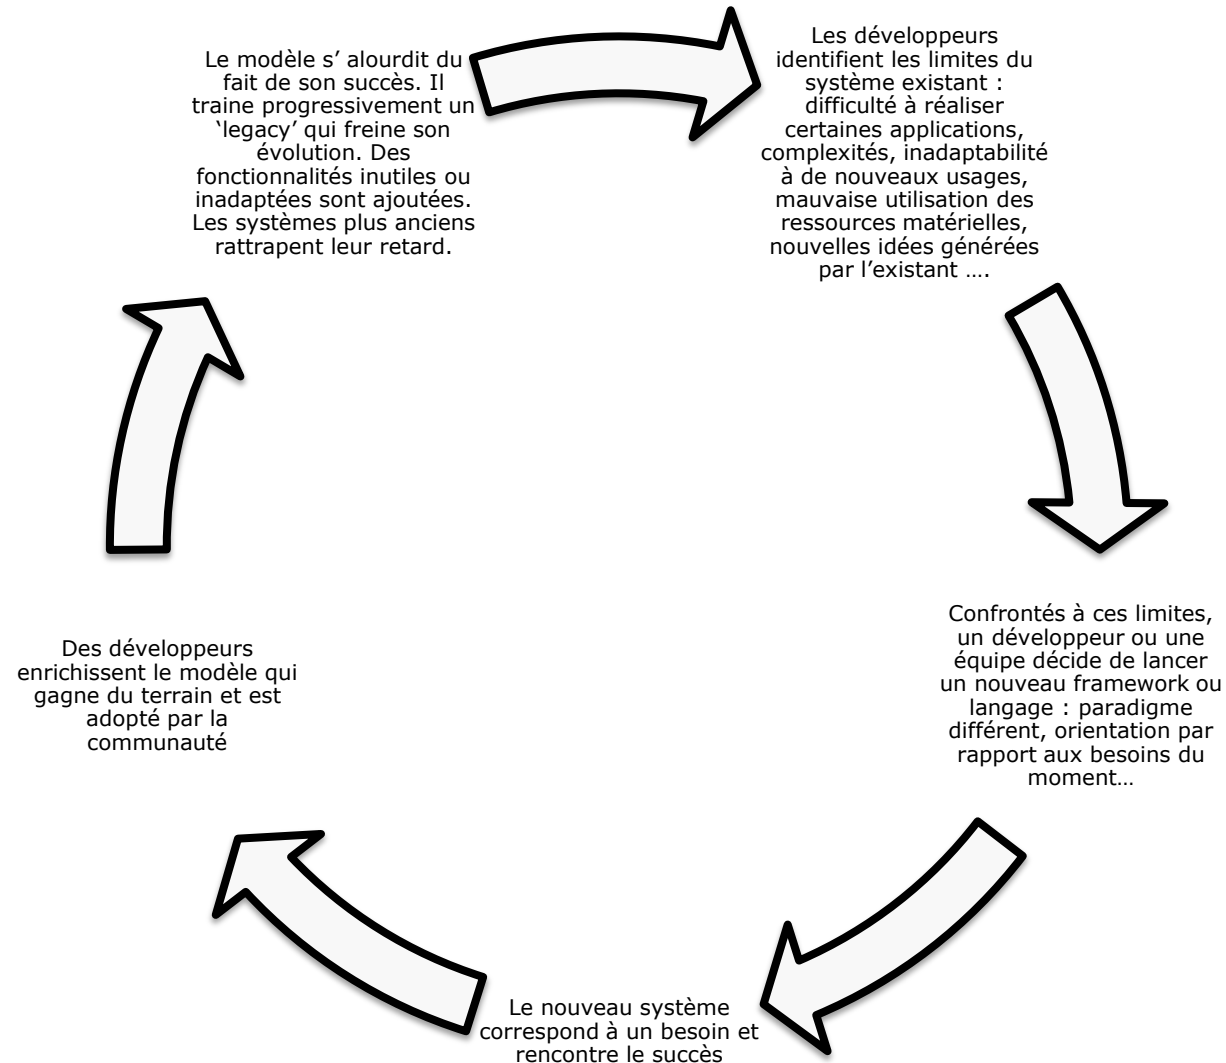 Le modèle s’ alourdit du
fait de son succès. Il
traine progressivement un
‘legacy’ qui freine son
évolution. Des
fonctionnalités inutiles ou
inadaptées sont ajoutées.
Les systèmes plus anciens
rattrapent leur retard.
Les développeurs
identifient les limites du
système existant :
difficulté à réaliser
certaines applications,
complexités, inadaptabilité
à de nouveaux usages,
mauvaise utilisation des
ressources matérielles,
nouvelles idées générées
par l’existant ….
Confrontés à ces limites,
un développeur ou une
équipe décide de lancer
un nouveau framework ou
langage : paradigme
différent, orientation par
rapport aux besoins du
moment…
Le nouveau système
correspond à un besoin et
rencontre le succès
Des développeurs
enrichissent le modèle qui
gagne du terrain et est
adopté par la
communauté